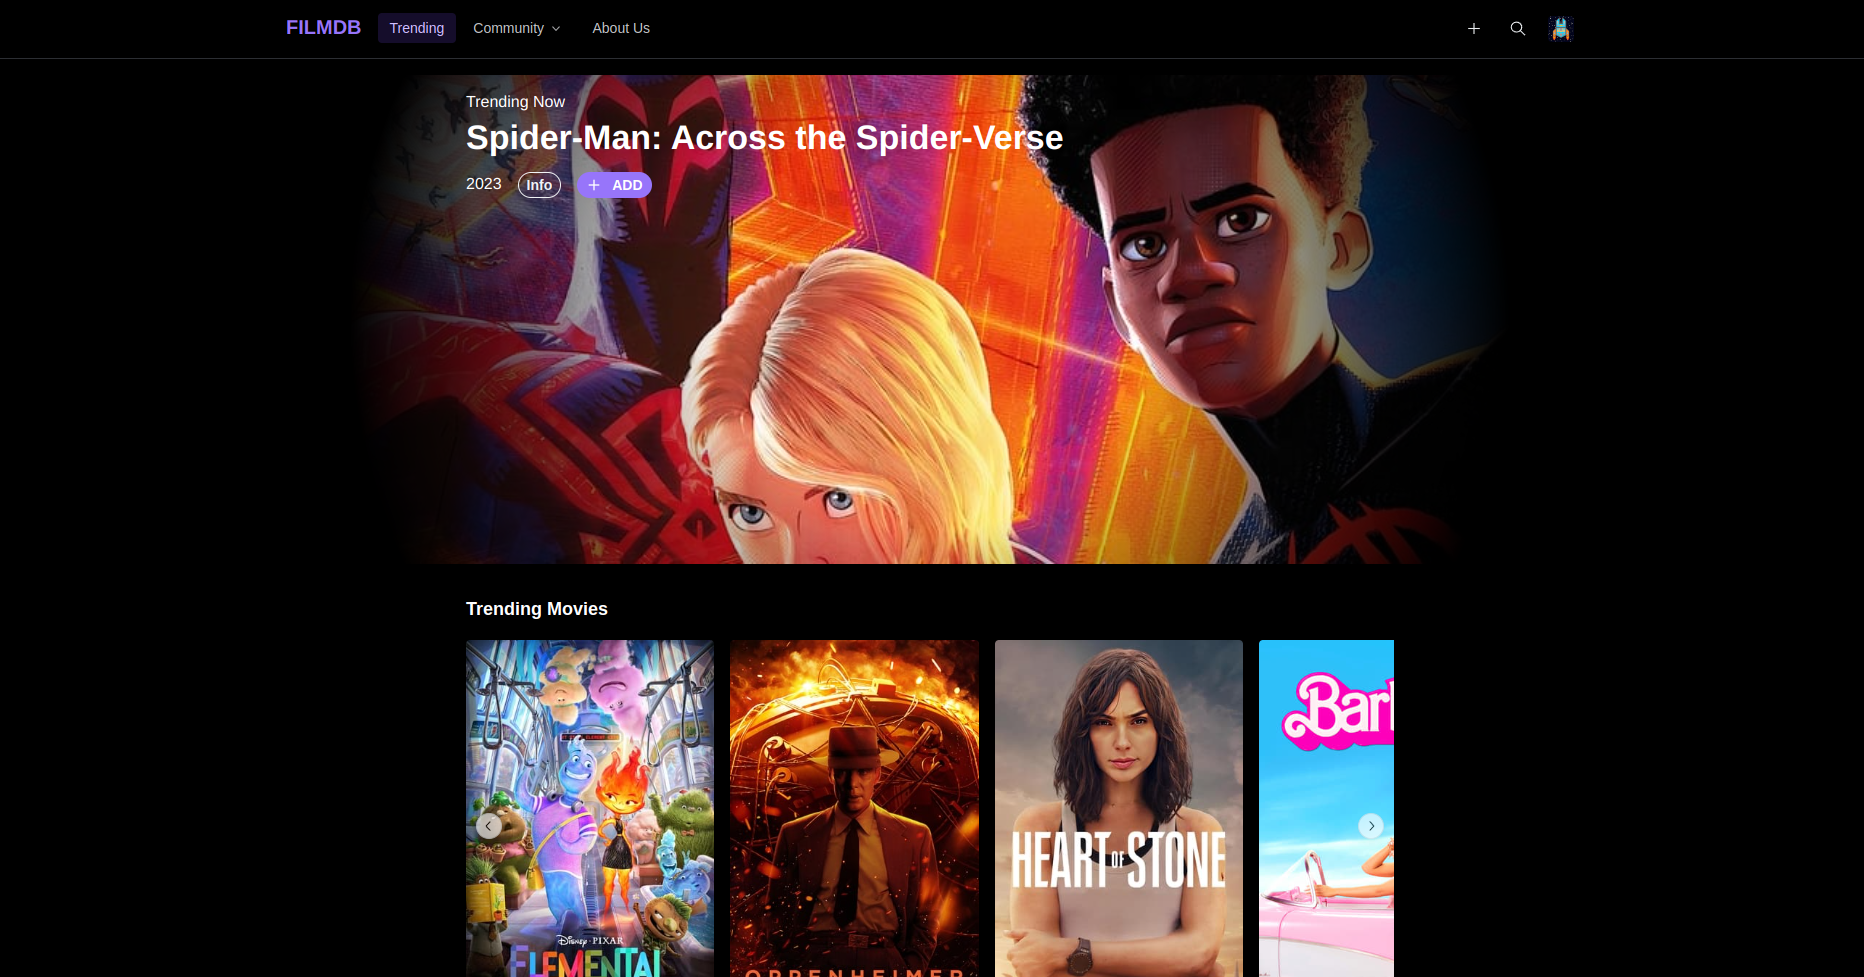 FILMDB
Trending
Community
About Us
Trending Now
Spider-Man: Across the Spider-Verse
2023
Info
ADD
Trending Movies
Disney · PIXAR
ELEMENTAL
OPPENHEIMER
HEART OF STONE
Bar